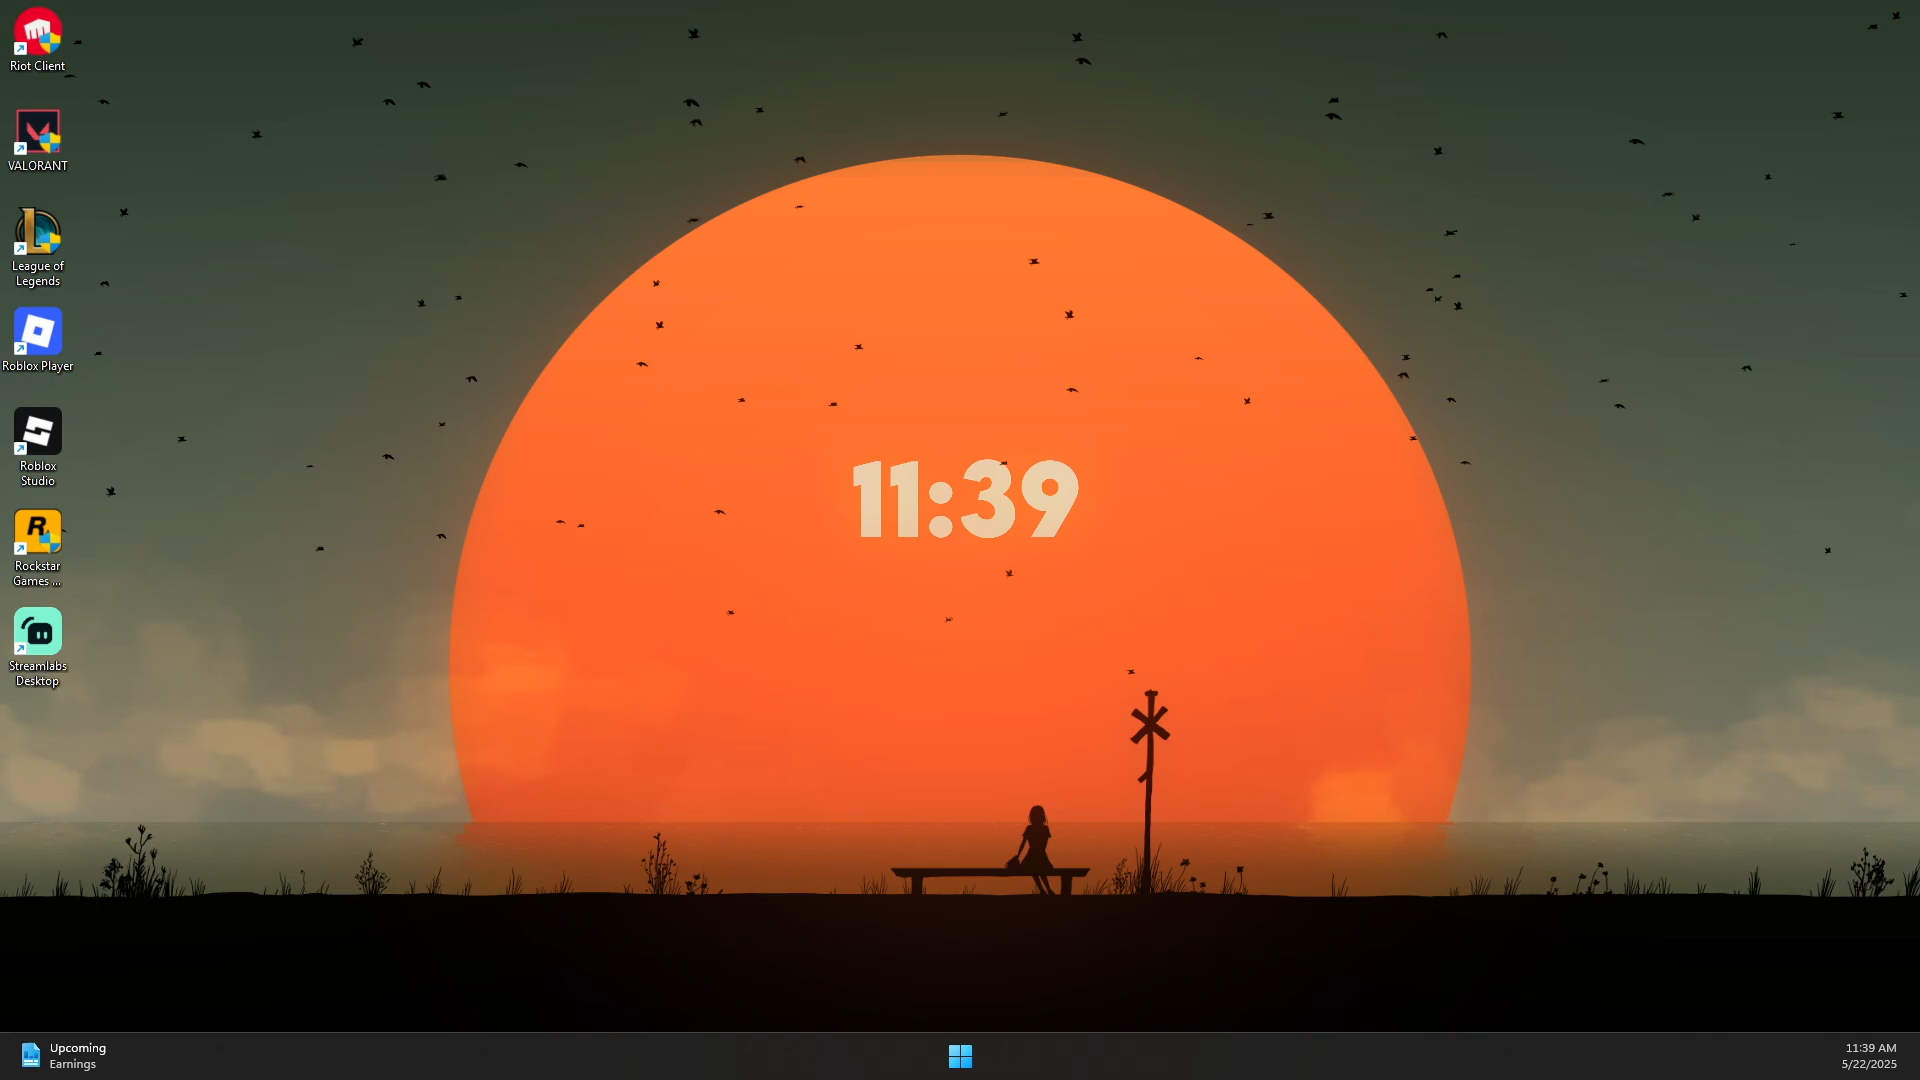 Riot Client
VALORANT
League of
Legends
Roblox Player
Roblox
Studio
R
Rockstar
Games ...
Streamlabs
Desktop
11:39
Upcoming
Earnings
11:39 AM
5/22/2025